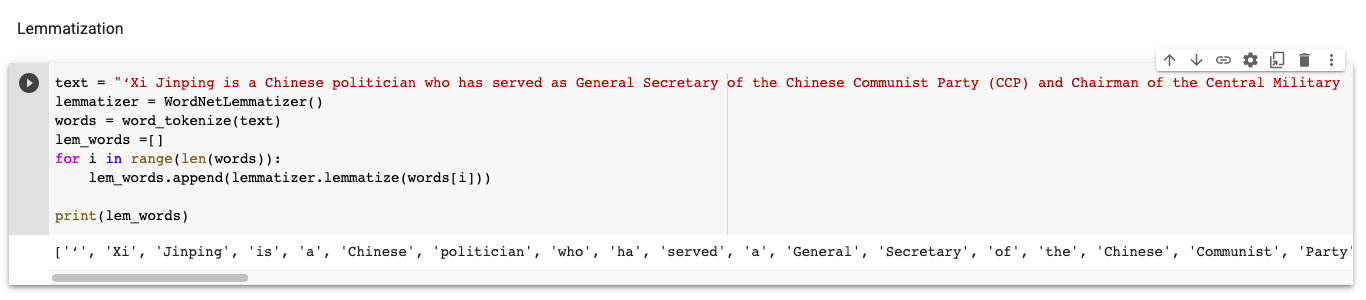 Lemmatization
text = "‘Xi Jinping is a Chinese politician who has served as General Secretary of the Chinese Communist Party (CCP) and Chairman of the Central Military
lemmatizer = WordNetLemmatizer()
words = word_tokenize(text)
lem_words =[]
for i in range(len(words)):
    lem_words.append(lemmatizer.lemmatize(words[i]))
print(lem_words)
['‘', 'Xi', 'Jinping', 'is', 'a', 'Chinese', 'politician', 'who', 'ha', 'served', 'a', 'General', 'Secretary', 'of', 'the', 'Chinese', 'Communist', 'Party'